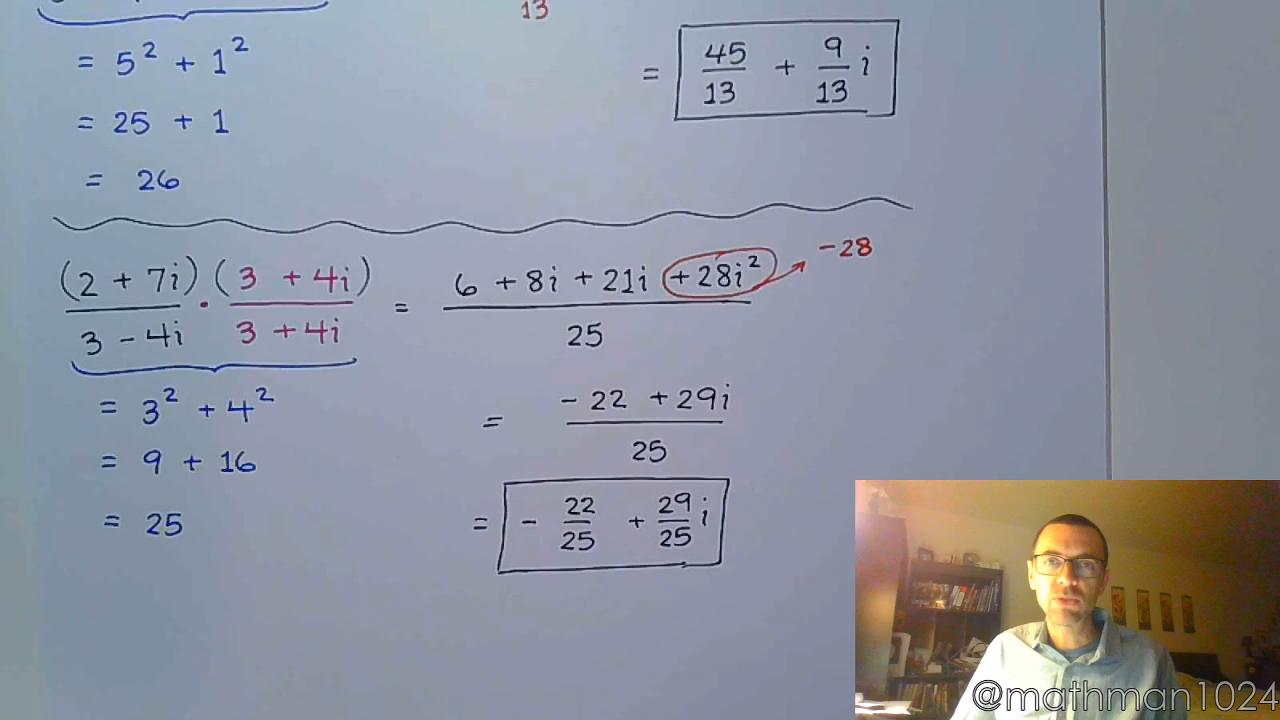 13
= 5² + 1²
= 25 + 1
= 26
= 45/13 + 9/13 i
(2 + 7i)/(3 - 4i) · (3 + 4i)/(3 + 4i) = (6 + 8i + 21i + 28i²)/25 → -28
= 3² + 4²
= 9 + 16
= 25
= (-22 + 29i)/25
= - 22/25 + 29/25 i
@mathman1024